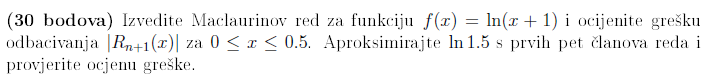 (30 bodova) Izvedite Maclaurinov red za funkciju f(x) = ln(x + 1) i ocijenite grešku
odbacivanja |Rₙ₊₁(x)| za 0 ≤ x ≤ 0.5. Aproksimirajte ln 1.5 s prvih pet članova reda i
provjerite ocjenu greške.